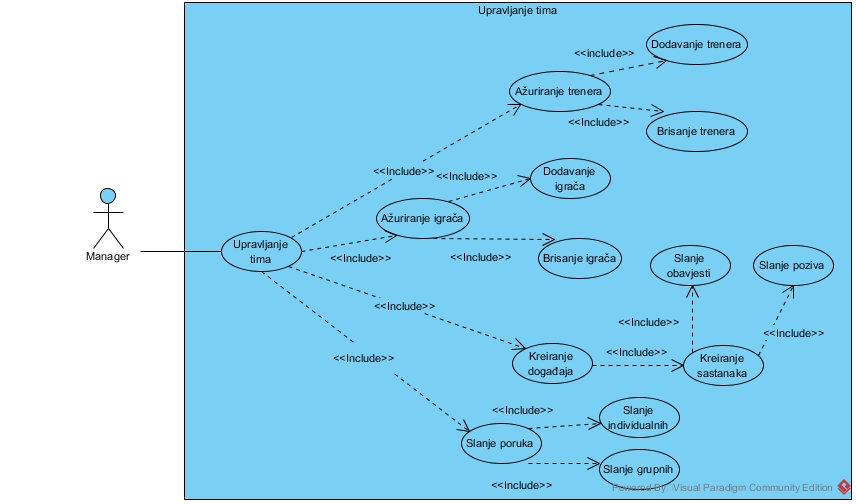 Upravljanje tima
Dodavanje trenera
<<include>>
Ažuriranje trenera
<<Include>>
Brisanje trenera
<<Include>>
<<Include>>
Dodavanje
igrača
Ažuriranje igrača
Upravljanje
tima
Manager
<<Include>>
<<Include>>
Brisanje igrača
Slanje
obavjesti
Slanje poziva
<<Include>>
<<Include>>
<<Include>>
<<Include>>
<<Include>>
Kreiranje
događaja
Kreiranje
sastanaka
<<Include>>
Slanje
individualnih
Slanje poruka
Slanje grupnih
<<Include>>
Powered By: Visual Paradigm Community Edition